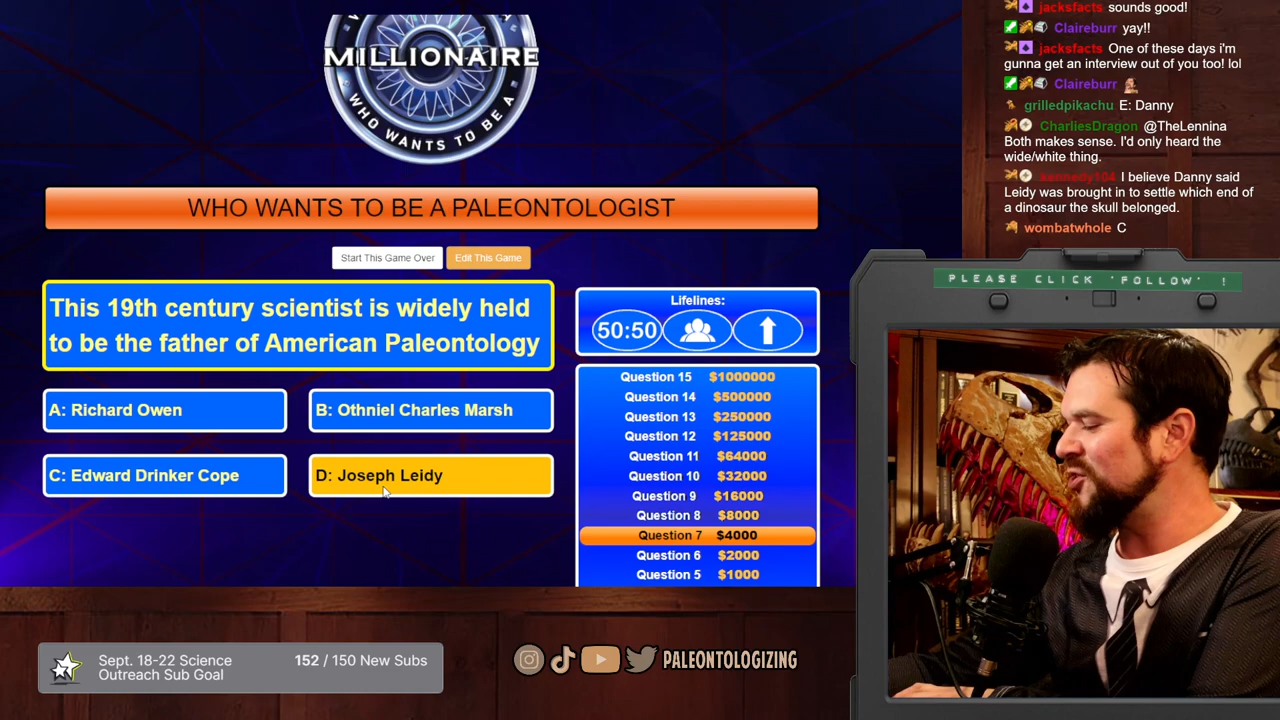 MILLIONAIRE
WHO WANTS TO BE A
WHO WANTS TO BE A PALEONTOLOGIST
Start This Game Over
Edit This Game
This 19th century scientist is widely held
to be the father of American Paleontology
A: Richard Owen
B: Othniel Charles Marsh
C: Edward Drinker Cope
D: Joseph Leidy
Lifelines:
50:50
Question 15 $1000000
Question 14 $500000
Question 13 $250000
Question 12 $125000
Question 11 $64000
Question 10 $32000
Question 9 $16000
Question 8 $8000
Question 7 $4000
Question 6 $2000
Question 5 $1000
Sept. 18-22 Science
Outreach Sub Goal
152 / 150 New Subs
PALEONTOLOGIZING
jacksfacts sounds good!
Claireburr yay!!
jacksfacts One of these days i'm
gunna get an interview out of you too! lol
Claireburr
grilledpikachu E: Danny
CharliesDragon @TheLennina
Both makes sense. I'd only heard the
wide/white thing.
kennedy104 I believe Danny said
Leidy was brought in to settle which end of
a dinosaur the skull belonged.
wombatwhole C
PLEASE CLICK 'FOLLOW' !